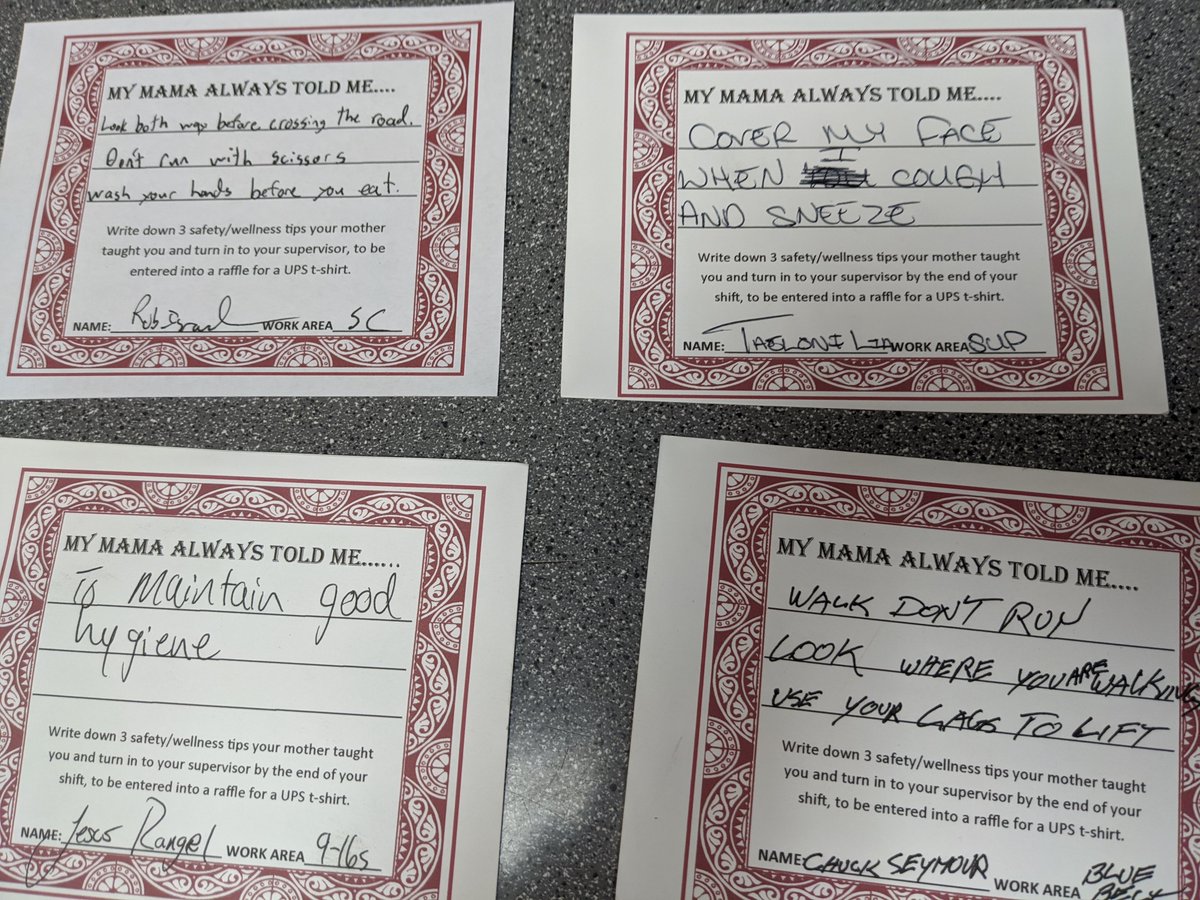 MY MAMA ALWAYS TOLD ME....
Look both ways before crossing the road.
Don't run with scissors
wash your hands before you eat.
Write down 3 safety/wellness tips your mother
taught you and turn in to your supervisor, to be
entered into a raffle for a UPS t-shirt.
NAME: Rob WORK AREA SC
MY MAMA ALWAYS TOLD ME....
COVER MY FACE
WHEN I COUGH
AND SNEEZE
Write down 3 safety/wellness tips your mother taught
you and turn in to your supervisor by the end of your
shift, to be entered into a raffle for a UPS t-shirt.
NAME: WORK AREA SUP
MY MAMA ALWAYS TOLD ME......
To Maintain good
hygiene
Write down 3 safety/wellness tips your mother taught
you and turn in to your supervisor by the end of your
shift, to be entered into a raffle for a UPS t-shirt.
NAME: Jesus Rangel WORK AREA 9-16s
MY MAMA ALWAYS TOLD ME....
WALK DON'T RUN
LOOK WHERE YOU ARE WALKING
USE YOUR LAGS TO LIFT
Write down 3 safety/wellness tips your mother taught
you and turn in to your supervisor by the end of your
shift, to be entered into a raffle for a UPS t-shirt.
NAME: CHUCK SEYMOUR WORK AREA BLUE
BELT